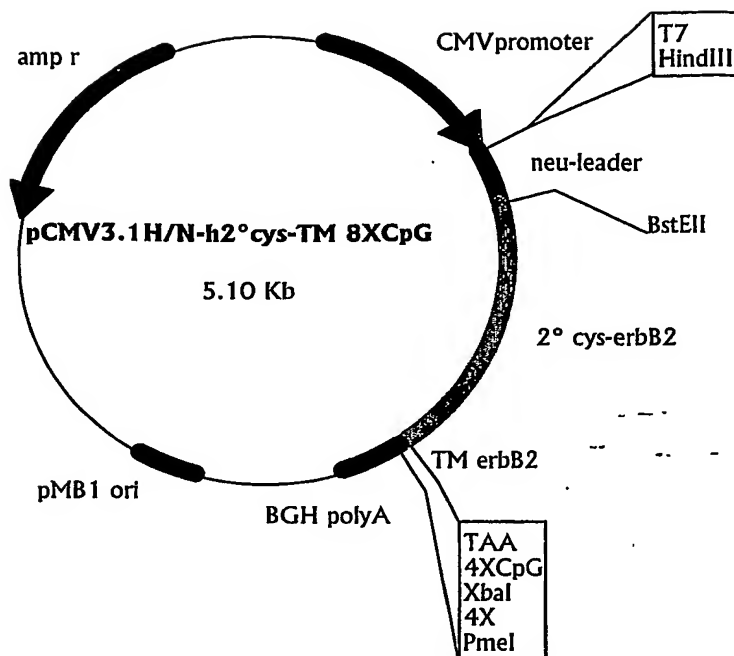 CMVpromoter
T7
HindIII
amp r
neu-leader
BstEII
pCMV3.1H/N-h2°cys-TM 8XCpG
5.10 Kb
2° cys-erbB2
TM erbB2
pMB1 ori
BGH polyA
TAA
4XCpG
XbaI
4X
PmeI